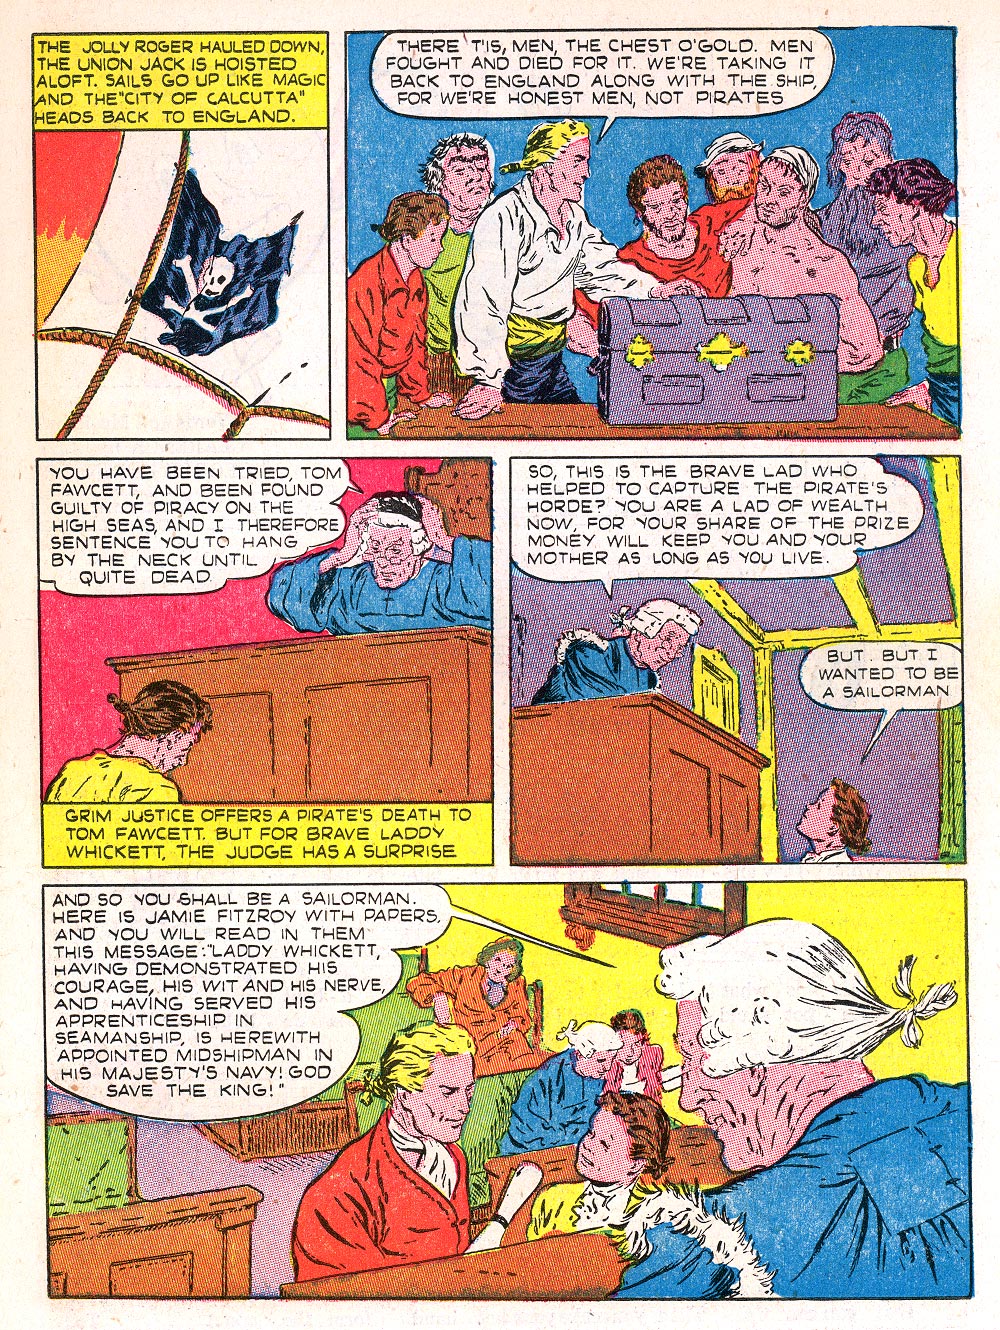 THE JOLLY ROGER HAULED DOWN,
THE UNION JACK IS HOISTED
ALOFT. SAILS GO UP LIKE MAGIC
AND THE "CITY OF CALCUTTA"
HEADS BACK TO ENGLAND.
THERE T'IS, MEN, THE CHEST O'GOLD. MEN
FOUGHT AND DIED FOR IT. WE'RE TAKING IT
BACK TO ENGLAND ALONG WITH THE SHIP,
FOR WE'RE HONEST MEN, NOT PIRATES
YOU HAVE BEEN TRIED, TOM
FAWCETT, AND BEEN FOUND
GUILTY OF PIRACY ON THE
HIGH SEAS, AND I THEREFORE
SENTENCE YOU TO HANG
BY THE NECK UNTIL
QUITE DEAD.
GRIM JUSTICE OFFERS A PIRATE'S DEATH TO
TOM FAWCETT. BUT FOR BRAVE LADDY
WHICKETT, THE JUDGE HAS A SURPRISE
SO, THIS IS THE BRAVE LAD WHO
HELPED TO CAPTURE THE PIRATE'S
HORDE? YOU ARE A LAD OF WEALTH
NOW, FOR YOUR SHARE OF THE PRIZE
MONEY WILL KEEP YOU AND YOUR
MOTHER AS LONG AS YOU LIVE.
BUT.. BUT I
WANTED TO BE
A SAILORMAN
AND SO YOU SHALL BE A SAILORMAN.
HERE IS JAMIE FITZROY WITH PAPERS,
AND YOU WILL READ IN THEM
THIS MESSAGE: "LADDY WHICKETT,
HAVING DEMONSTRATED HIS
COURAGE, HIS WIT AND HIS NERVE,
AND HAVING SERVED HIS
APPRENTICESHIP IN
SEAMANSHIP, IS HEREWITH
APPOINTED MIDSHIPMAN IN
HIS MAJESTY'S NAVY! GOD
SAVE THE KING!"